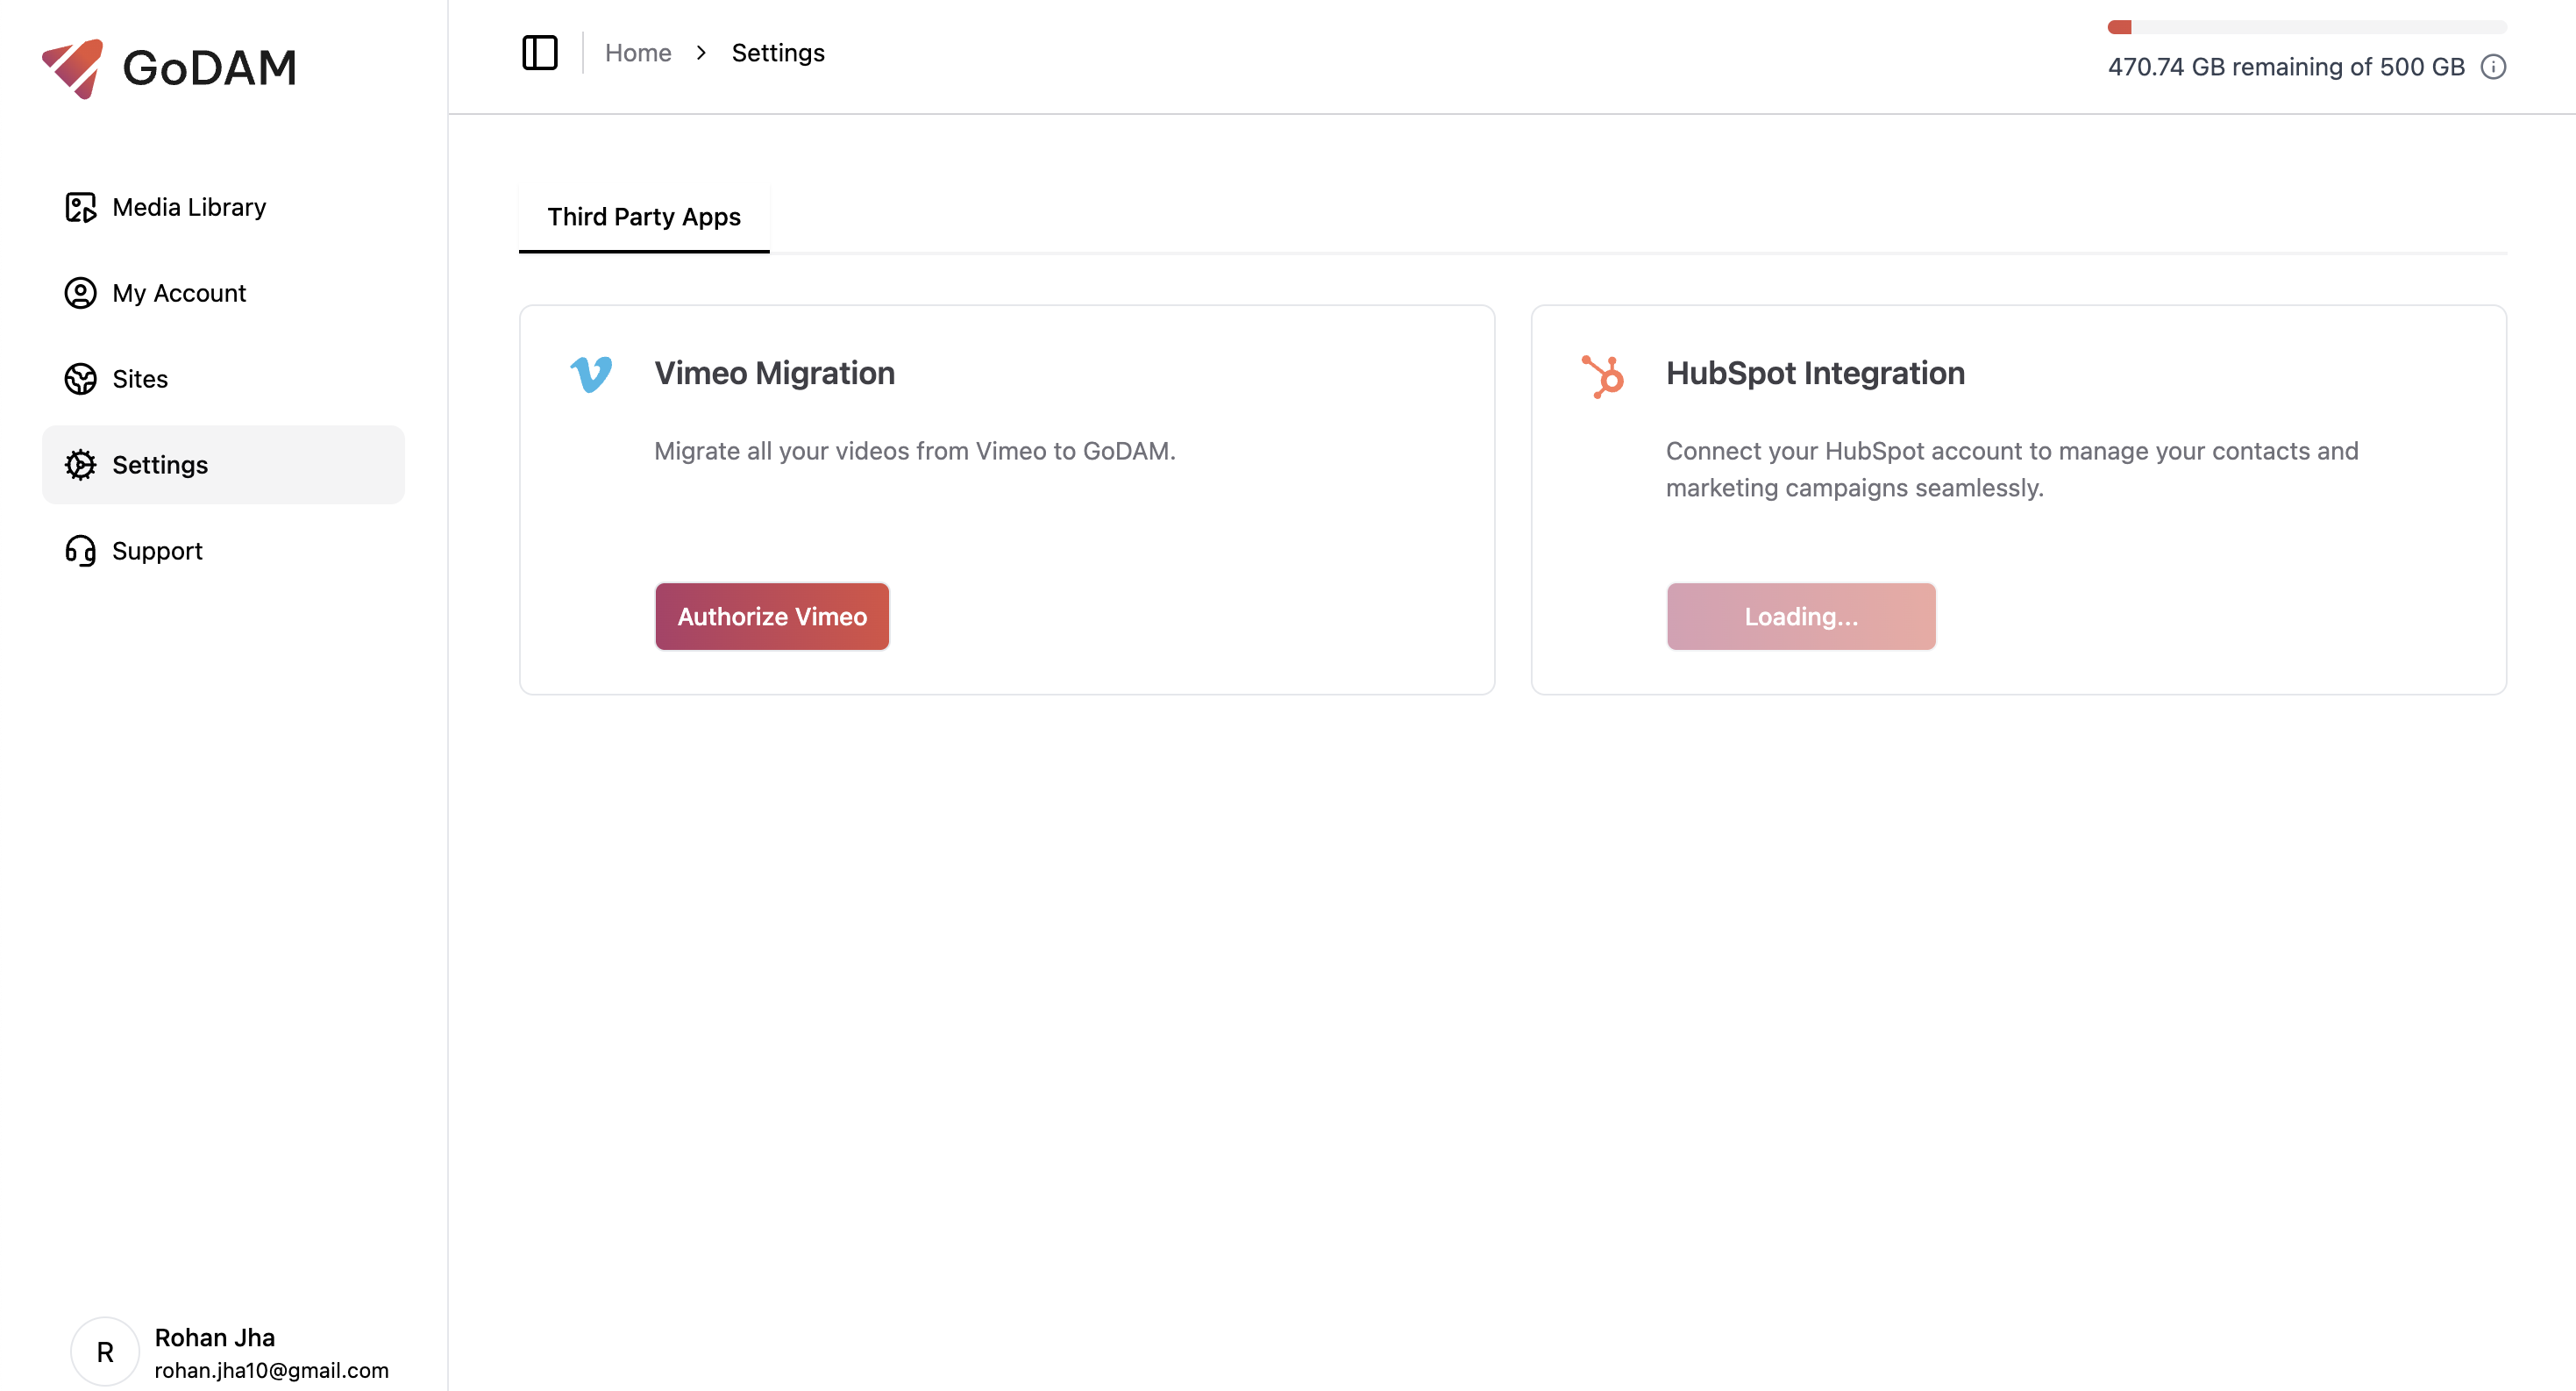 GoDAM
Media Library
My Account
Sites
Settings
Support
Rohan Jha
R
rohan.jha10@gmail.com
Home > Settings
470.74 GB remaining of 500 GB
Third Party Apps
Vimeo Migration
Migrate all your videos from Vimeo to GoDAM.
Authorize Vimeo
HubSpot Integration
Connect your HubSpot account to manage your contacts and
marketing campaigns seamlessly.
Loading...